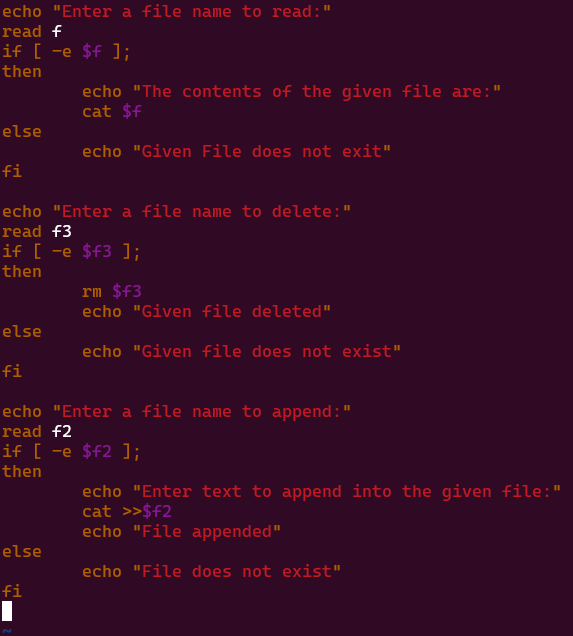 echo "Enter a file name to read:"
read f
if [ -e $f ];
then
        echo "The contents of the given file are:"
        cat $f
else
        echo "Given File does not exit"
fi

echo "Enter a file name to delete:"
read f3
if [ -e $f3 ];
then
        rm $f3
        echo "Given file deleted"
else
        echo "Given file does not exist"
fi

echo "Enter a file name to append:"
read f2
if [ -e $f2 ];
then
        echo "Enter text to append into the given file:"
        cat >>$f2
        echo "File appended"
else
        echo "File does not exist"
fi

~